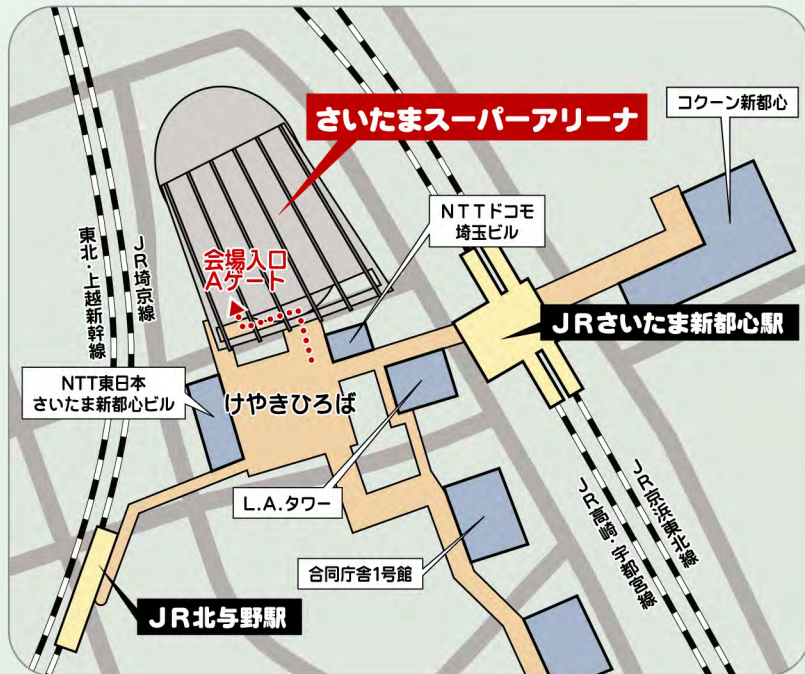 さいたまスーパーアリーナ
コクーン新都心
NTTドコモ
埼玉ビル
会場入口
Aゲート
JR埼京線
東北・上越新幹線
JRさいたま新都心駅
NTT東日本
さいたま新都心ビル
けやきひろば
L.A.タワー
JR京浜東北線
JR高崎・宇都宮線
合同庁舎1号館
JR北与野駅